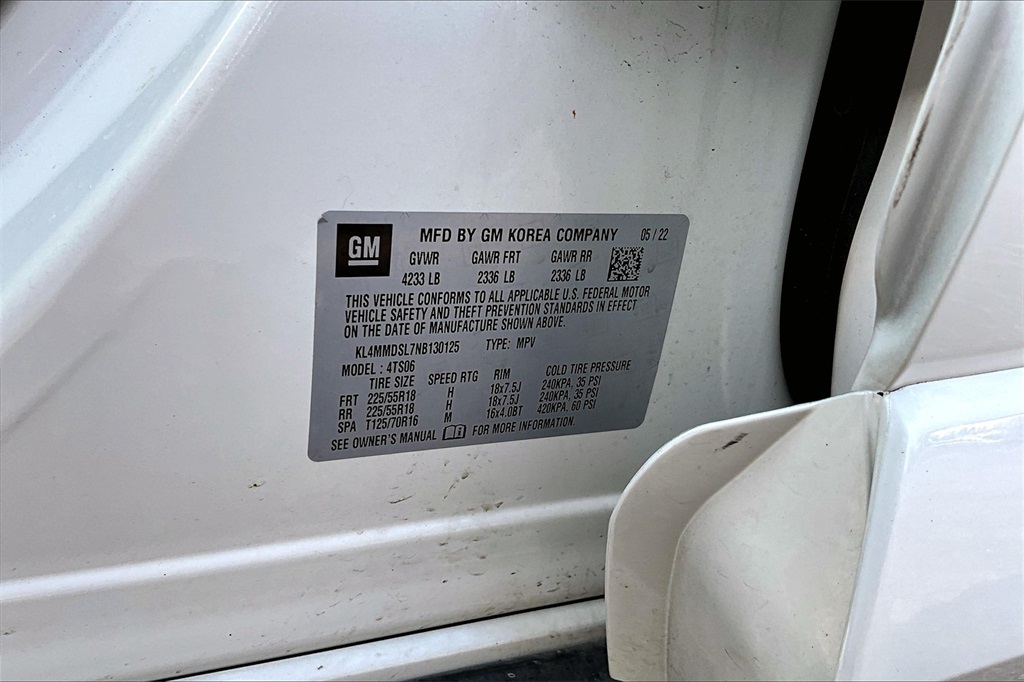 GM MFD BY GM KOREA COMPANY 05 / 22
GVWR GAWR FRT GAWR RR
4233 LB 2336 LB 2336 LB
THIS VEHICLE CONFORMS TO ALL APPLICABLE U.S. FEDERAL MOTOR
VEHICLE SAFETY AND THEFT PREVENTION STANDARDS IN EFFECT
ON THE DATE OF MANUFACTURE SHOWN ABOVE.
KL4MMDSL7NB130125 TYPE: MPV
MODEL : 4TS06
TIRE SIZE SPEED RTG RIM COLD TIRE PRESSURE
FRT 225/55R18 H 18x7.5J 240KPA, 35 PSI
RR 225/55R18 H 18x7.5J 240KPA, 35 PSI
SPA T125/70R16 M 16x4.0BT 420KPA, 60 PSI
SEE OWNER'S MANUAL FOR MORE INFORMATION.